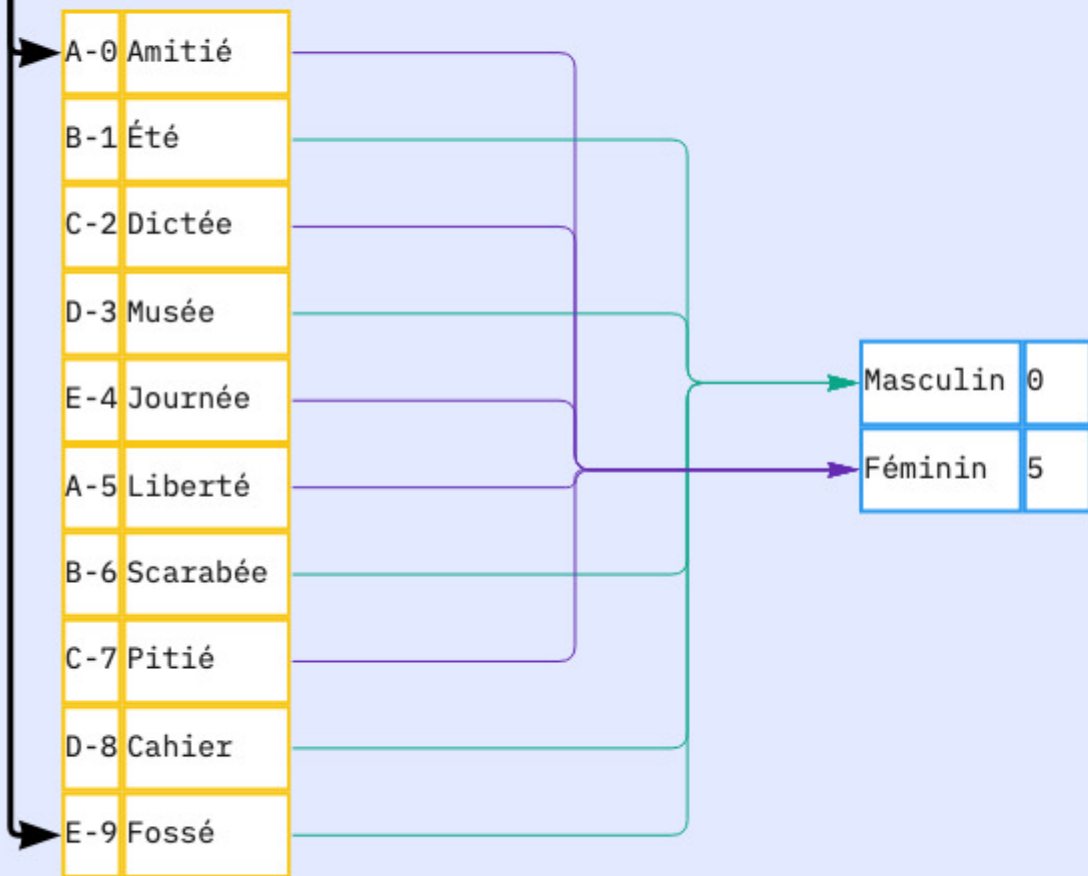 A-0 Amitié
B-1 Été
C-2 Dictée
D-3 Musée
E-4 Journée
A-5 Liberté
B-6 Scarabée
C-7 Pitié
D-8 Cahier
E-9 Fossé
Masculin 0
Féminin 5